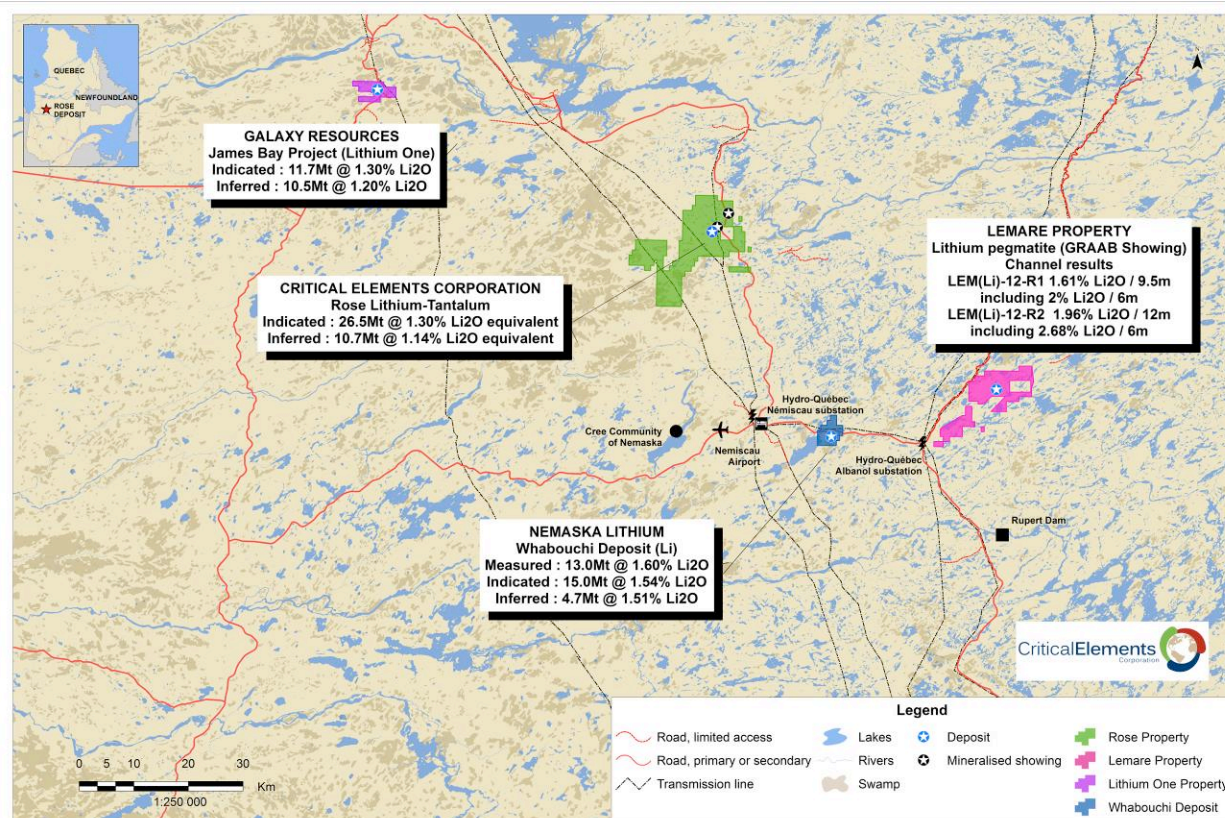 QUEBEC
NEWFOUNDLAND
ROSE
DEPOSIT
GALAXY RESOURCES
James Bay Project (Lithium One)
Indicated : 11.7Mt @ 1.30% Li2O
Inferred : 10.5Mt @ 1.20% Li2O
LEMARE PROPERTY
Lithium pegmatite (GRAAB Showing)
Channel results
LEM(Li)-12-R1 1.61% Li2O / 9.5m
including 2% Li2O / 6m
LEM(Li)-12-R2 1.96% Li2O / 12m
including 2.68% Li2O / 6m
CRITICAL ELEMENTS CORPORATION
Rose Lithium-Tantalum
Indicated : 26.5Mt @ 1.30% Li2O equivalent
Inferred : 10.7Mt @ 1.14% Li2O equivalent
Hydro-Québec
Némiscau substation
Cree Community
of Nemaska
Nemiscau
Airport
Hydro-Québec
Albanol substation
NEMASKA LITHIUM
Whabouchi Deposit (Li)
Measured : 13.0Mt @ 1.60% Li2O
Indicated : 15.0Mt @ 1.54% Li2O
Inferred : 4.7Mt @ 1.51% Li2O
Rupert Dam
CriticalElements
Corporation
Legend
Road, limited access
Road, primary or secondary
Transmission line
Lakes
Rivers
Swamp
Deposit
Mineralised showing
Rose Property
Lemare Property
Lithium One Property
Whabouchi Deposit
0 5 10 20 30
Km
1:250 000